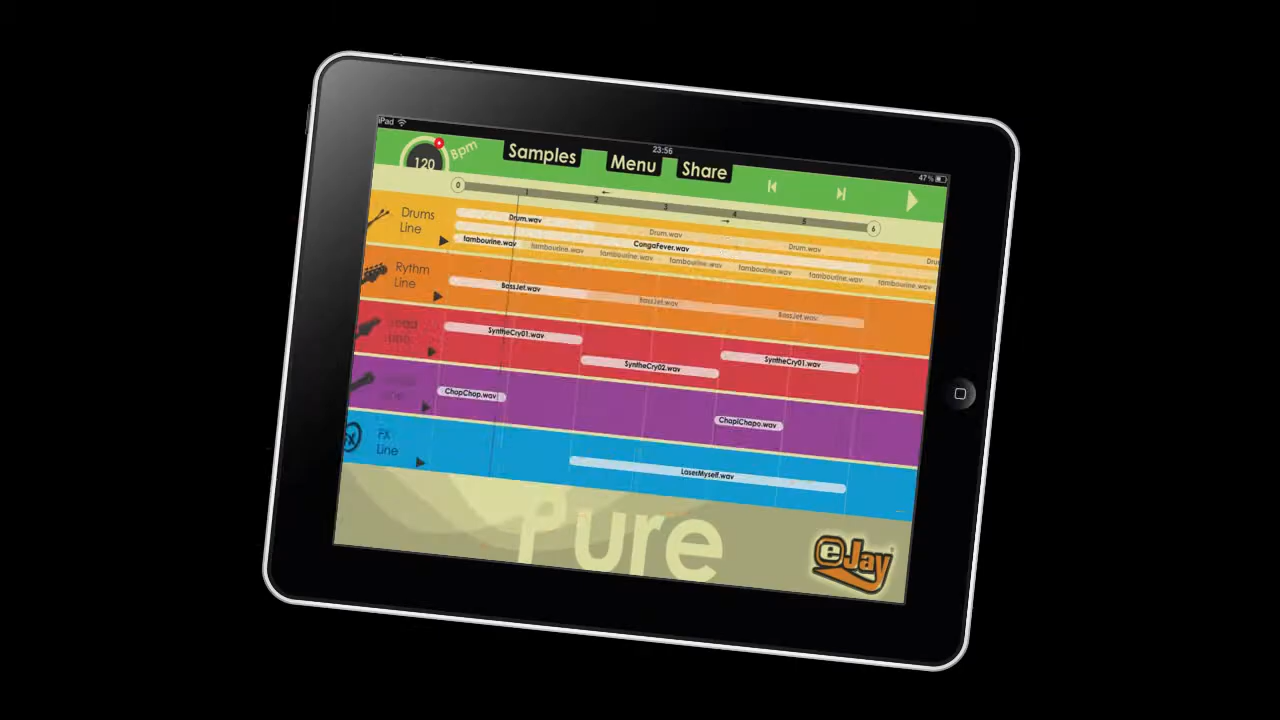 iPad
23:56
47%
120
Bpm
Samples
Menu
Share
0
1
2
3
4
5
6
Drums
Line
Drum.wav
Drum.wav
Drum.wav
CongaFever.wav
tambourine.wav
tambourine.wav
tambourine.wav
tambourine.wav
tambourine.wav
tambourine.wav
tambourine.wav
Rythm
Line
BassJet.wav
BassJet.wav
BassJet.wav
SyntheCry01.wav
SyntheCry02.wav
SyntheCry01.wav
ChopChop.wav
ChapiChapo.wav
FX
FX
Line
LaserMyself.wav
Pure
eJay